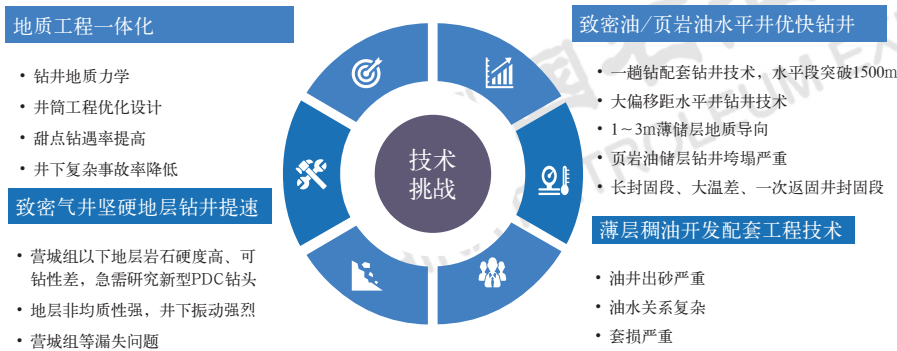 地质工程一体化
• 钻井地质力学
• 井筒工程优化设计
• 甜点钻遇率提高
• 井下复杂事故率降低
致密气井坚硬地层钻井提速
• 营城组以下地层岩石硬度高、可
钻性差，急需研究新型PDC钻头
• 地层非均质性强，井下振动强烈
• 营城组等漏失问题
技术
挑战
致密油/页岩油水平井优快钻井
• 一趟钻配套钻井技术，水平段突破1500m
• 大偏移距水平井钻井技术
• 1~3m薄储层地质导向
• 页岩油储层钻井垮塌严重
• 长封固段、大温差、一次返固井封固段
薄层稠油开发配套工程技术
• 油井出砂严重
• 油水关系复杂
• 套损严重